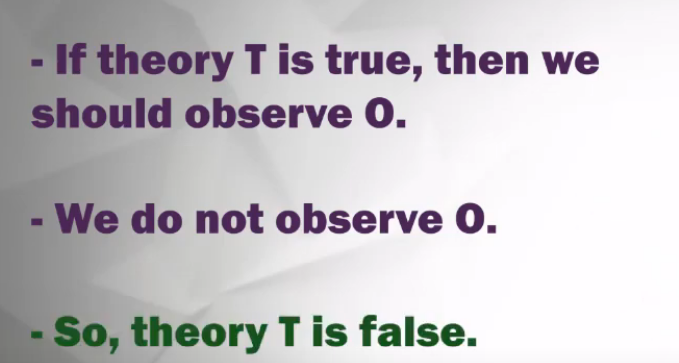 - If theory T is true, then we
should observe O.
- We do not observe O.
- So, theory T is false.